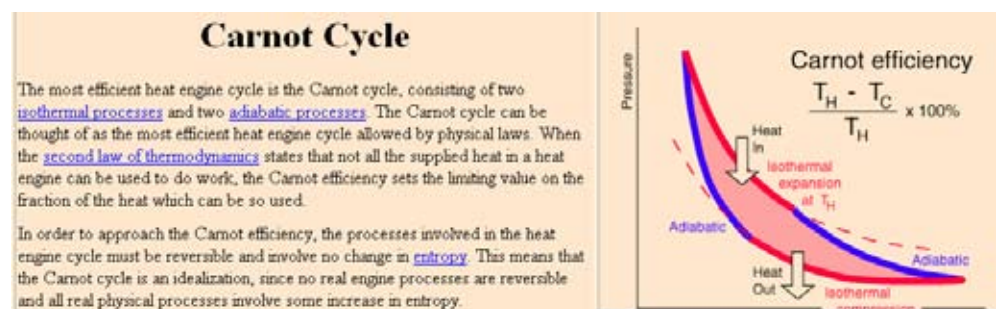 Carnot Cycle
The most efficient heat engine cycle is the Carnot cycle, consisting of two
isothermal processes and two adiabatic processes. The Carnot cycle can be
thought of as the most efficient heat engine cycle allowed by physical laws. When
the second law of thermodynamics states that not all the supplied heat in a heat
engine can be used to do work, the Carnot efficiency sets the limiting value on the
fraction of the heat which can be so used.
In order to approach the Carnot efficiency, the processes involved in the heat
engine cycle must be reversible and involve no change in entropy. This means that
the Carnot cycle is an idealization, since no real engine processes are reversible
and all real physical processes involve some increase in entropy.
Pressure
Carnot efficiency
T_H - T_C
x 100%
T_H
Heat
In
Isothermal
expansion
at T_H
Adiabatic
Adiabatic
Heat
Out
Isothermal